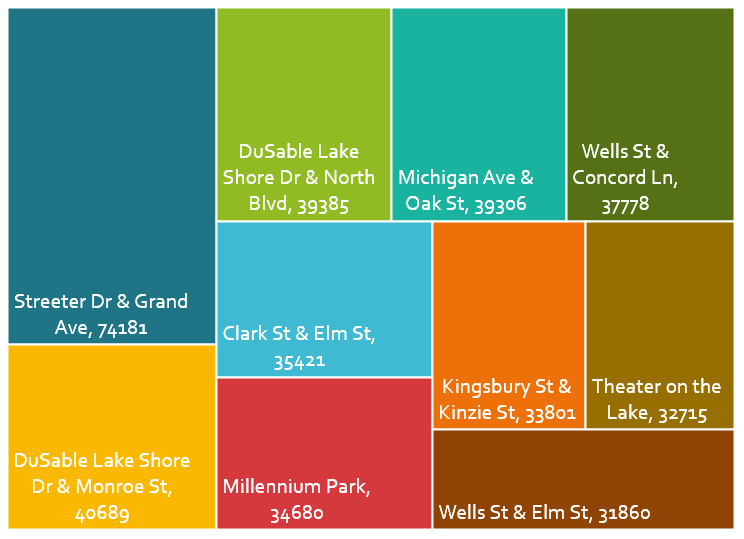 Streeter Dr & Grand
Ave, 74181
DuSable Lake Shore
Dr & Monroe St,
40689
DuSable Lake
Shore Dr & North
Blvd, 39385
Michigan Ave &
Oak St, 39306
Wells St &
Concord Ln,
37778
Clark St & Elm St,
35421
Millennium Park,
34680
Kingsbury St &
Kinzie St, 33801
Theater on the
Lake, 32715
Wells St & Elm St, 31860